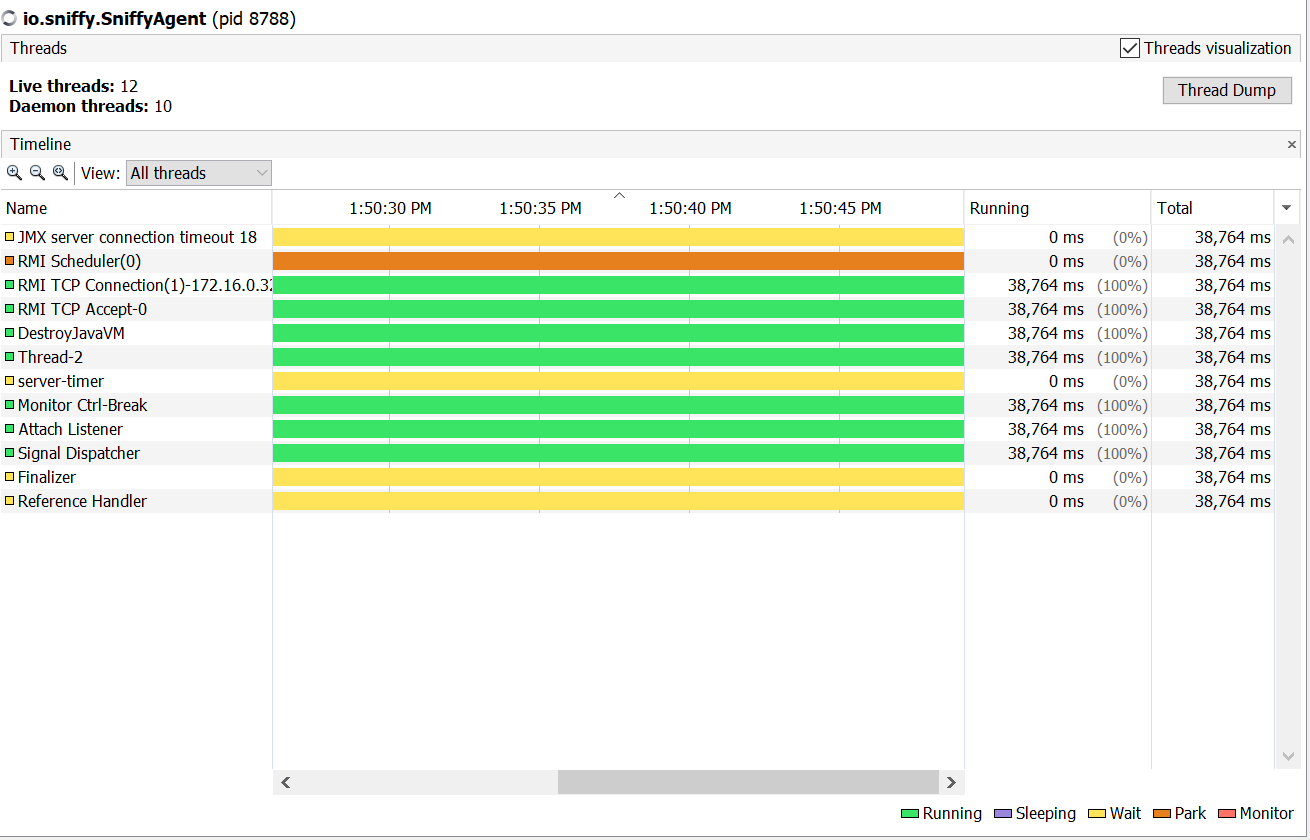 io.sniffy.SniffyAgent (pid 8788)
Threads Threads visualization
Live threads: 12
Daemon threads: 10
Thread Dump
Timeline
View: All threads
Name 1:50:30 PM 1:50:35 PM 1:50:40 PM 1:50:45 PM Running Total
JMX server connection timeout 18 0 ms (0%) 38,764 ms
RMI Scheduler(0) 0 ms (0%) 38,764 ms
RMI TCP Connection(1)-172.16.0.32 38,764 ms (100%) 38,764 ms
RMI TCP Accept-0 38,764 ms (100%) 38,764 ms
DestroyJavaVM 38,764 ms (100%) 38,764 ms
Thread-2 38,764 ms (100%) 38,764 ms
server-timer 0 ms (0%) 38,764 ms
Monitor Ctrl-Break 38,764 ms (100%) 38,764 ms
Attach Listener 38,764 ms (100%) 38,764 ms
Signal Dispatcher 38,764 ms (100%) 38,764 ms
Finalizer 0 ms (0%) 38,764 ms
Reference Handler 0 ms (0%) 38,764 ms
Running Sleeping Wait Park Monitor